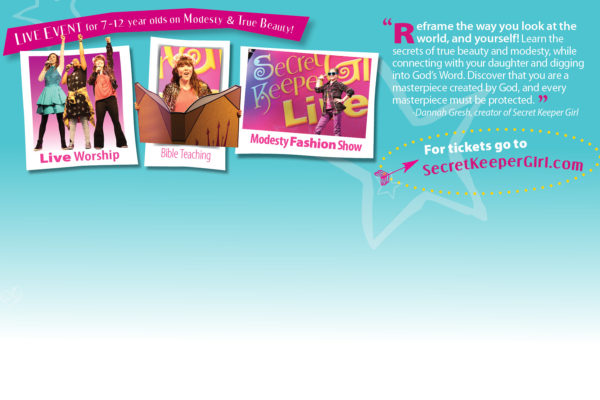 LIVE EVENT for 7-12 year olds on Modesty & True Beauty!
Live Worship
Bible Teaching
Secret
Keeper Girl
Live
Modesty Fashion Show
“Reframe the way you look at the
world, and yourself! Learn the
secrets of true beauty and modesty, while
connecting with your daughter and digging
into God's Word. Discover that you are a
masterpiece created by God, and every
masterpiece must be protected. ”
-Dannah Gresh, creator of Secret Keeper Girl
For tickets go to
SecretKeeperGirl.com